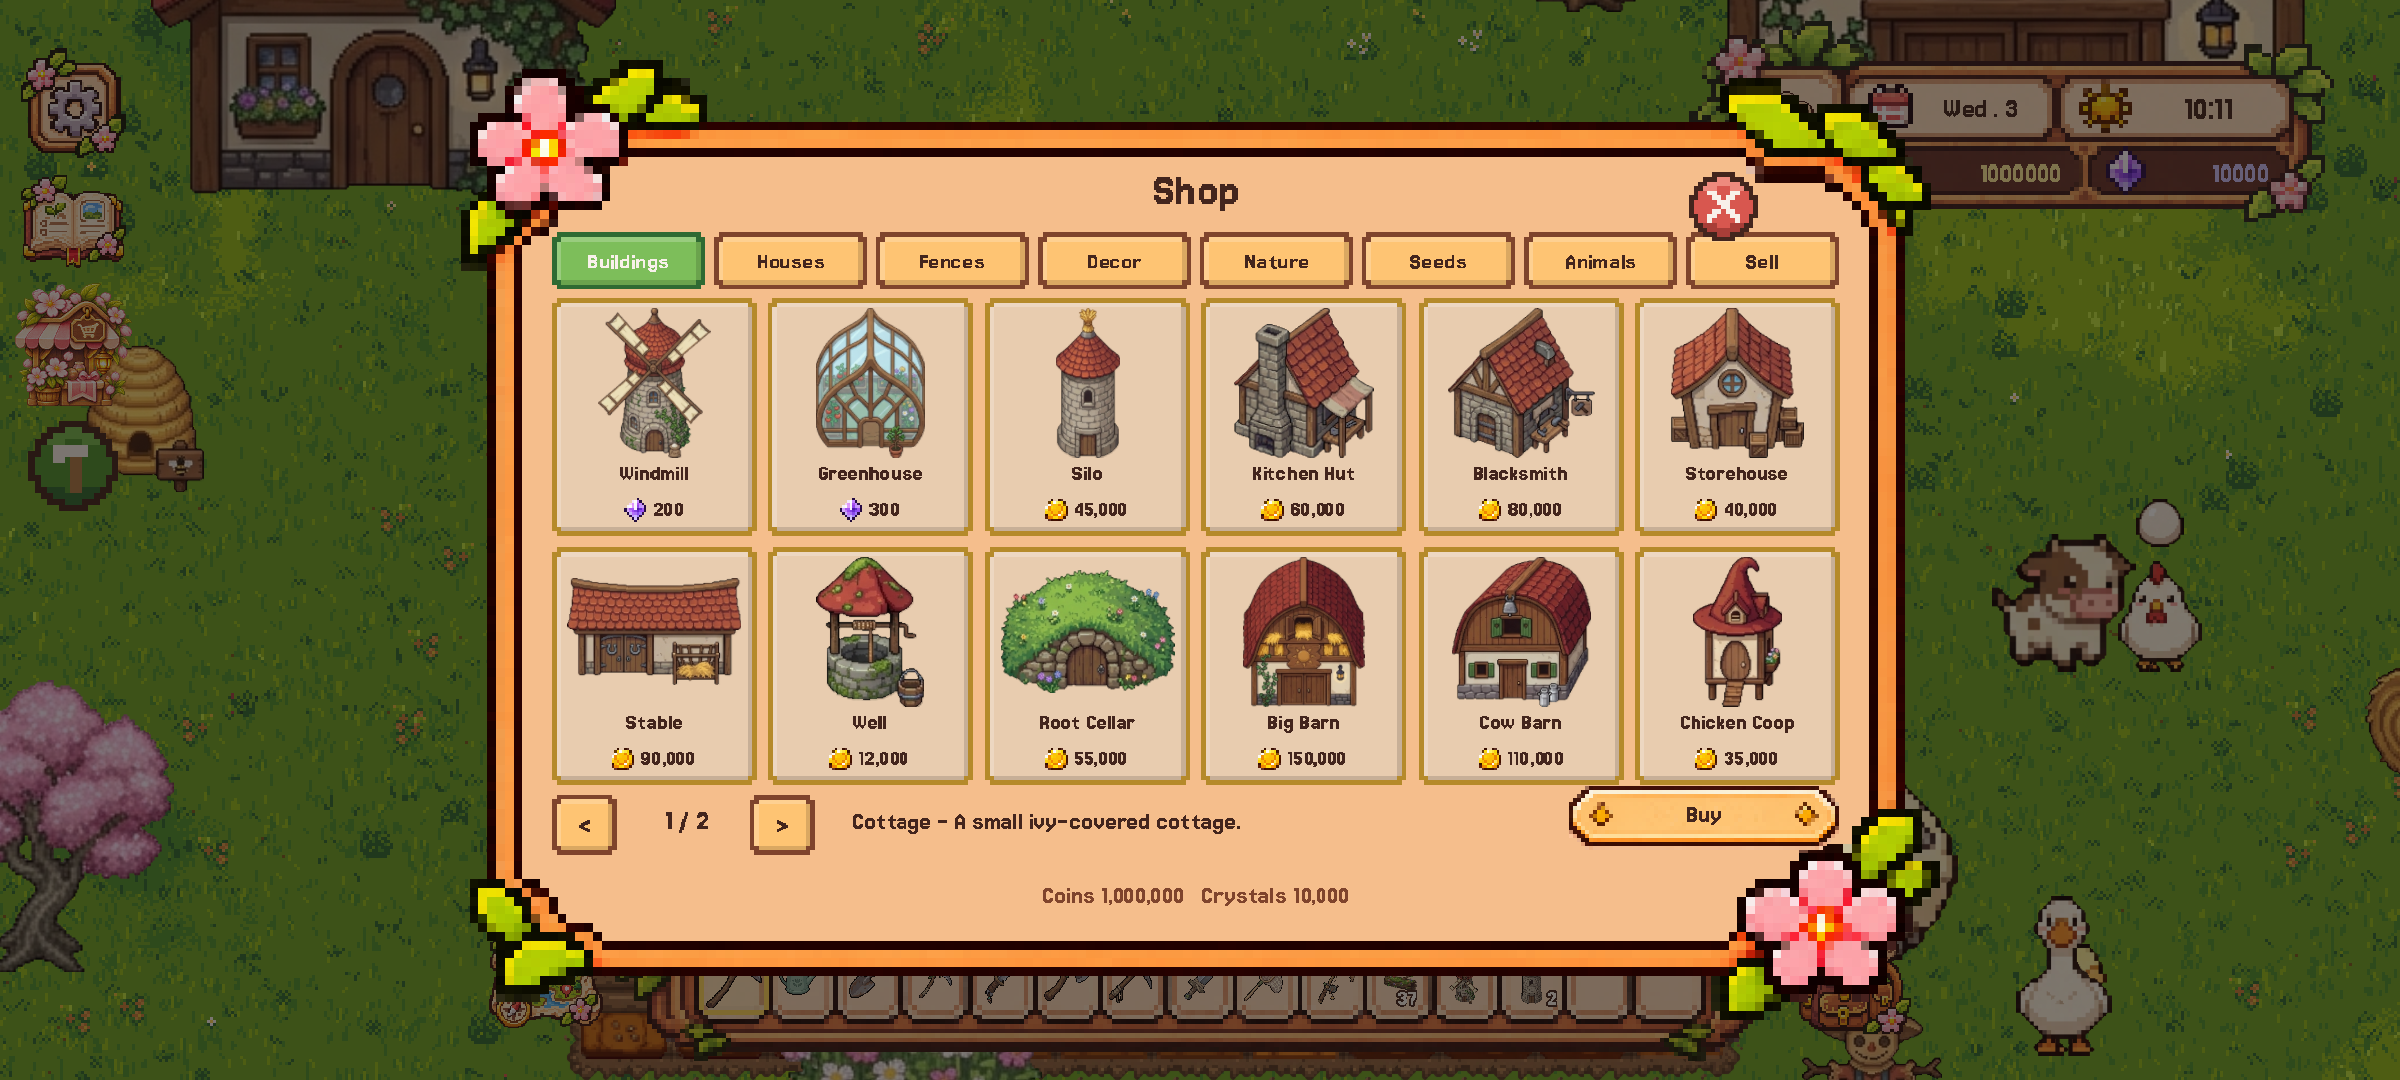 Wed . 3
10:11
1000000
10000
Shop
Buildings
Houses
Fences
Decor
Nature
Seeds
Animals
Sell
Windmill
200
Greenhouse
300
Silo
45,000
Kitchen Hut
60,000
Blacksmith
80,000
Storehouse
40,000
Stable
90,000
Well
12,000
Root Cellar
55,000
Big Barn
150,000
Cow Barn
110,000
Chicken Coop
35,000
<
1 / 2
>
Cottage - A small ivy-covered cottage.
Buy
Coins 1,000,000 Crystals 10,000
37
2